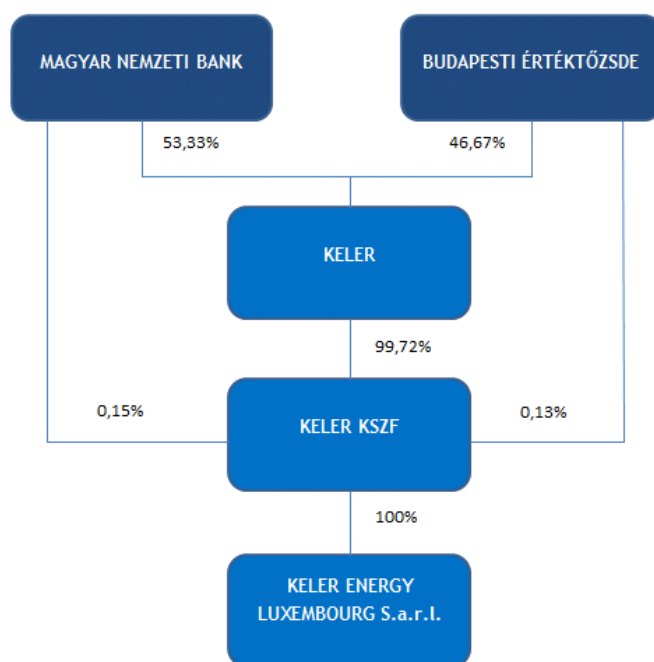 MAGYAR NEMZETI BANK
BUDAPESTI ÉRTÉKTŐZSDE
53,33%
46,67%
KELER
99,72%
0,15%
0,13%
KELER KSZF
100%
KELER ENERGY
LUXEMBOURG S.a.r.l.